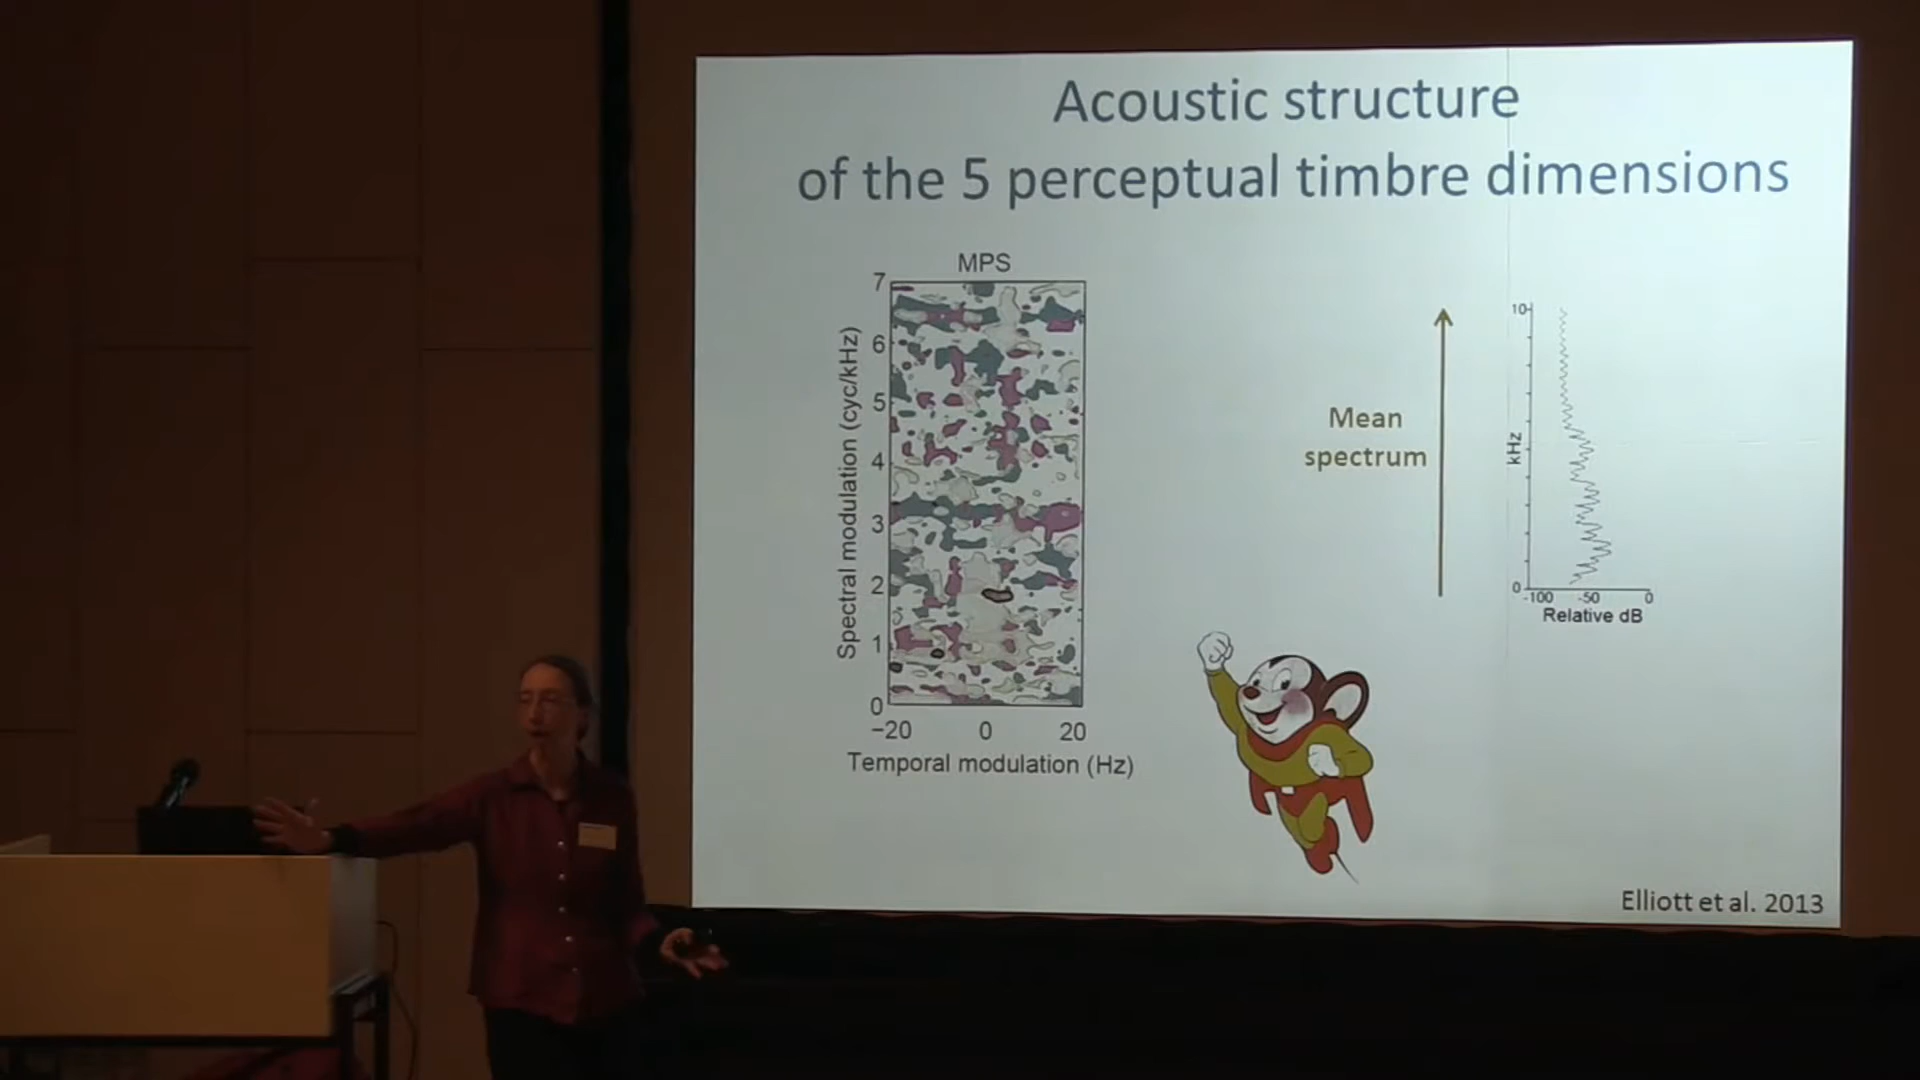 Acoustic structure
of the 5 perceptual timbre dimensions
MPS
7
6
5
4
3
2
1
0
Spectral modulation (cyc/kHz)
−20 0 20
Temporal modulation (Hz)
Mean
spectrum
10
kHz
0
-100 -50 0
Relative dB
Elliott et al. 2013